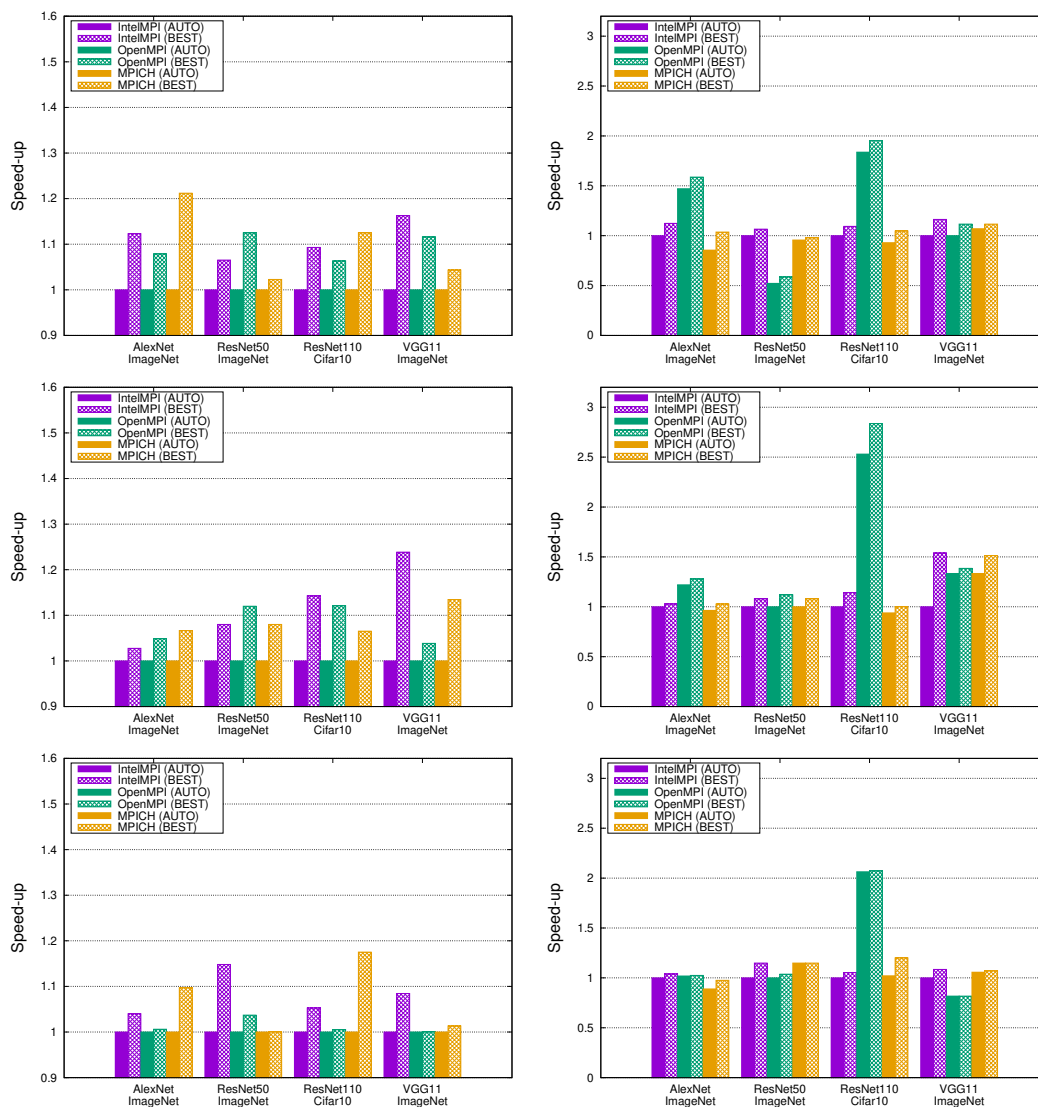 1.6
1.5
1.4
1.3
1.2
1.1
1
0.9
Speed-up
IntelMPI (AUTO)
IntelMPI (BEST)
OpenMPI (AUTO)
OpenMPI (BEST)
MPICH (AUTO)
MPICH (BEST)
AlexNet ResNet50 ResNet110 VGG11
ImageNet ImageNet Cifar10 ImageNet
3
2.5
2
1.5
1
0.5
0
Speed-up
IntelMPI (AUTO)
IntelMPI (BEST)
OpenMPI (AUTO)
OpenMPI (BEST)
MPICH (AUTO)
MPICH (BEST)
AlexNet ResNet50 ResNet110 VGG11
ImageNet ImageNet Cifar10 ImageNet
1.6
1.5
1.4
1.3
1.2
1.1
1
0.9
Speed-up
IntelMPI (AUTO)
IntelMPI (BEST)
OpenMPI (AUTO)
OpenMPI (BEST)
MPICH (AUTO)
MPICH (BEST)
AlexNet ResNet50 ResNet110 VGG11
ImageNet ImageNet Cifar10 ImageNet
3
2.5
2
1.5
1
0.5
0
Speed-up
IntelMPI (AUTO)
IntelMPI (BEST)
OpenMPI (AUTO)
OpenMPI (BEST)
MPICH (AUTO)
MPICH (BEST)
AlexNet ResNet50 ResNet110 VGG11
ImageNet ImageNet Cifar10 ImageNet
1.6
1.5
1.4
1.3
1.2
1.1
1
0.9
Speed-up
IntelMPI (AUTO)
IntelMPI (BEST)
OpenMPI (AUTO)
OpenMPI (BEST)
MPICH (AUTO)
MPICH (BEST)
AlexNet ResNet50 ResNet110 VGG11
ImageNet ImageNet Cifar10 ImageNet
3
2.5
2
1.5
1
0.5
0
Speed-up
IntelMPI (AUTO)
IntelMPI (BEST)
OpenMPI (AUTO)
OpenMPI (BEST)
MPICH (AUTO)
MPICH (BEST)
AlexNet ResNet50 ResNet110 VGG11
ImageNet ImageNet Cifar10 ImageNet